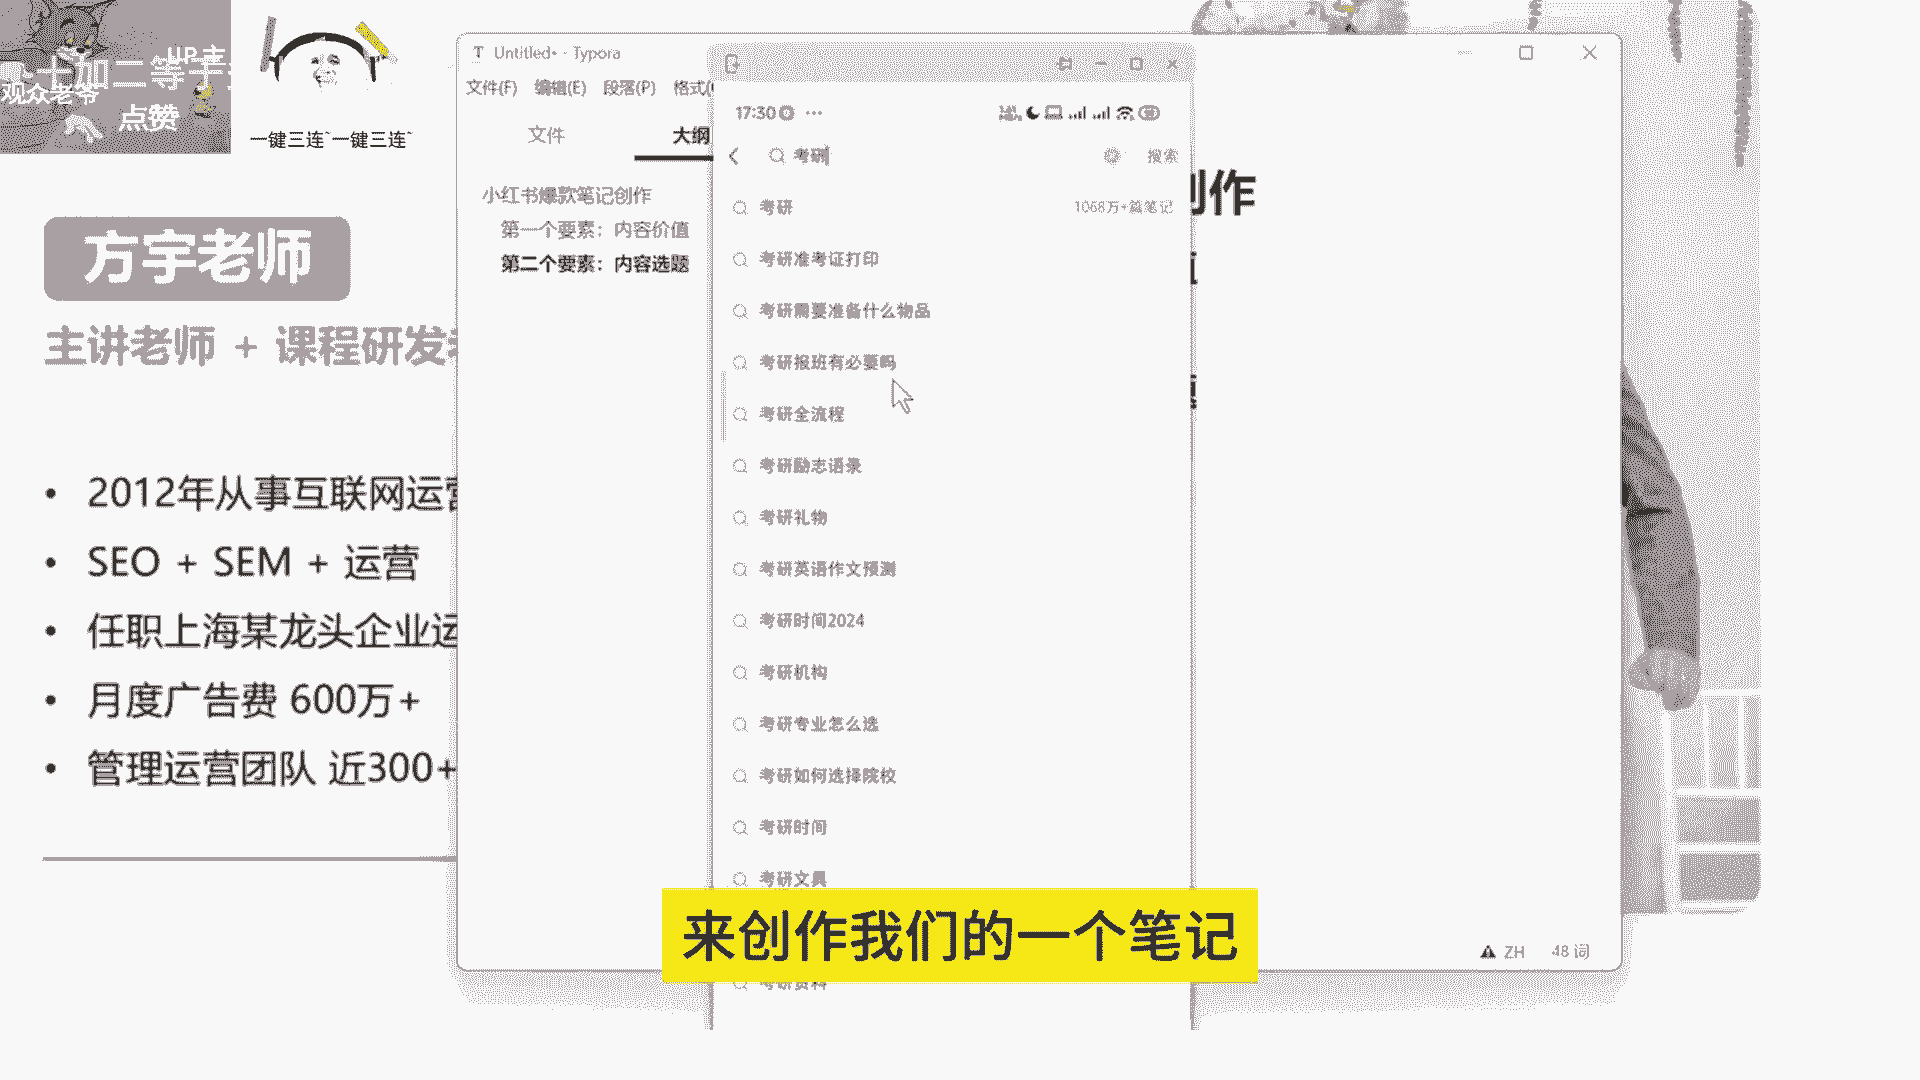 UP主
观众老爷
点赞
一键三连~一键三连~
方宇老师
主讲老师 + 课程研发
2012年从事互联网运营
SEO + SEM + 运营
任职上海某龙头企业运
月度广告费 600万+
管理运营团队 近300+
Untitled• - Typora
文件(F) 编辑(E) 段落(P) 格式(
文件 大纲
小红书爆款笔记创作
第一个要素：内容价值
第二个要素：内容选题
创作
17:30
考研 搜索
考研 1068万+篇笔记
考研准考证打印
考研需要准备什么物品
考研报班有必要吗
考研全流程
考研励志语录
考研礼物
考研英语作文预测
考研时间2024
考研机构
考研专业怎么选
考研如何选择院校
考研时间
考研文具
来创作我们的一个笔记
考研资料
ZH 48 词